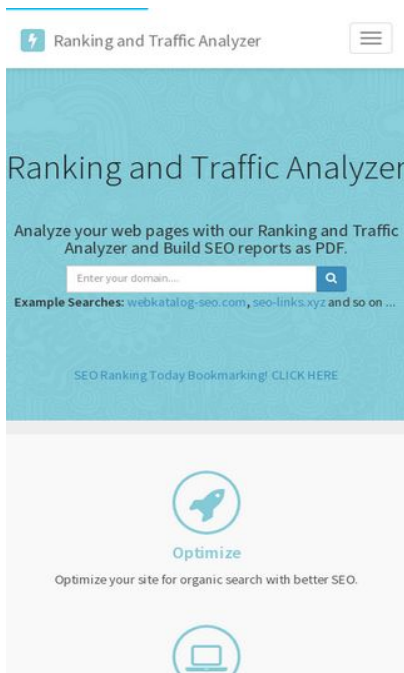 Ranking and Traffic Analyzer
Ranking and Traffic Analyzer
Analyze your web pages with our Ranking and Traffic
Analyzer and Build SEO reports as PDF.
Enter your domain....
Example Searches: webkatalog-seo.com, seo-links.xyz and so on ...
SEO Ranking Today Bookmarking! CLICK HERE
Optimize
Optimize your site for organic search with better SEO.